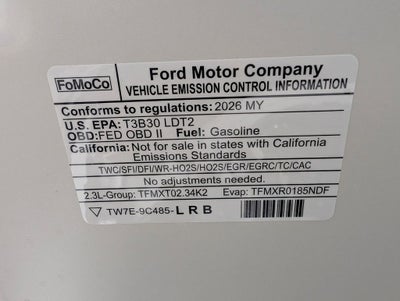 FoMoCo
Ford Motor Company
VEHICLE EMISSION CONTROL INFORMATION
Conforms to regulations: 2026 MY
U.S. EPA: T3B30 LDT2
OBD: FED OBD II Fuel: Gasoline
California: Not for sale in states with California
Emissions Standards
TWC/SFI/DFI/WR-HO2S/HO2S/EGR/EGRC/TC/CAC
No adjustments needed.
2.3L-Group: TFMXT02.34K2 Evap: TFMXR0185NDF
TW7E-9C485-LRB